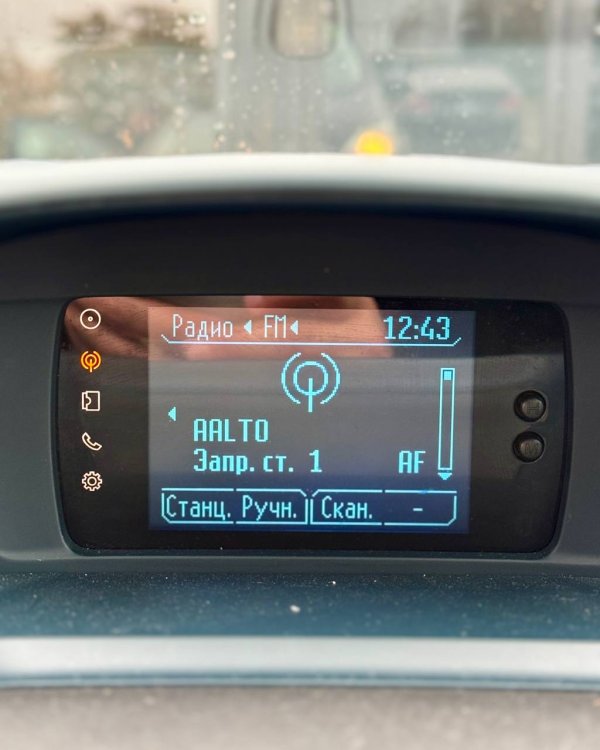 Радио FM
12:43
AALTO
Запр. ст. 1
AF
Станц. Ручн. Скан. -